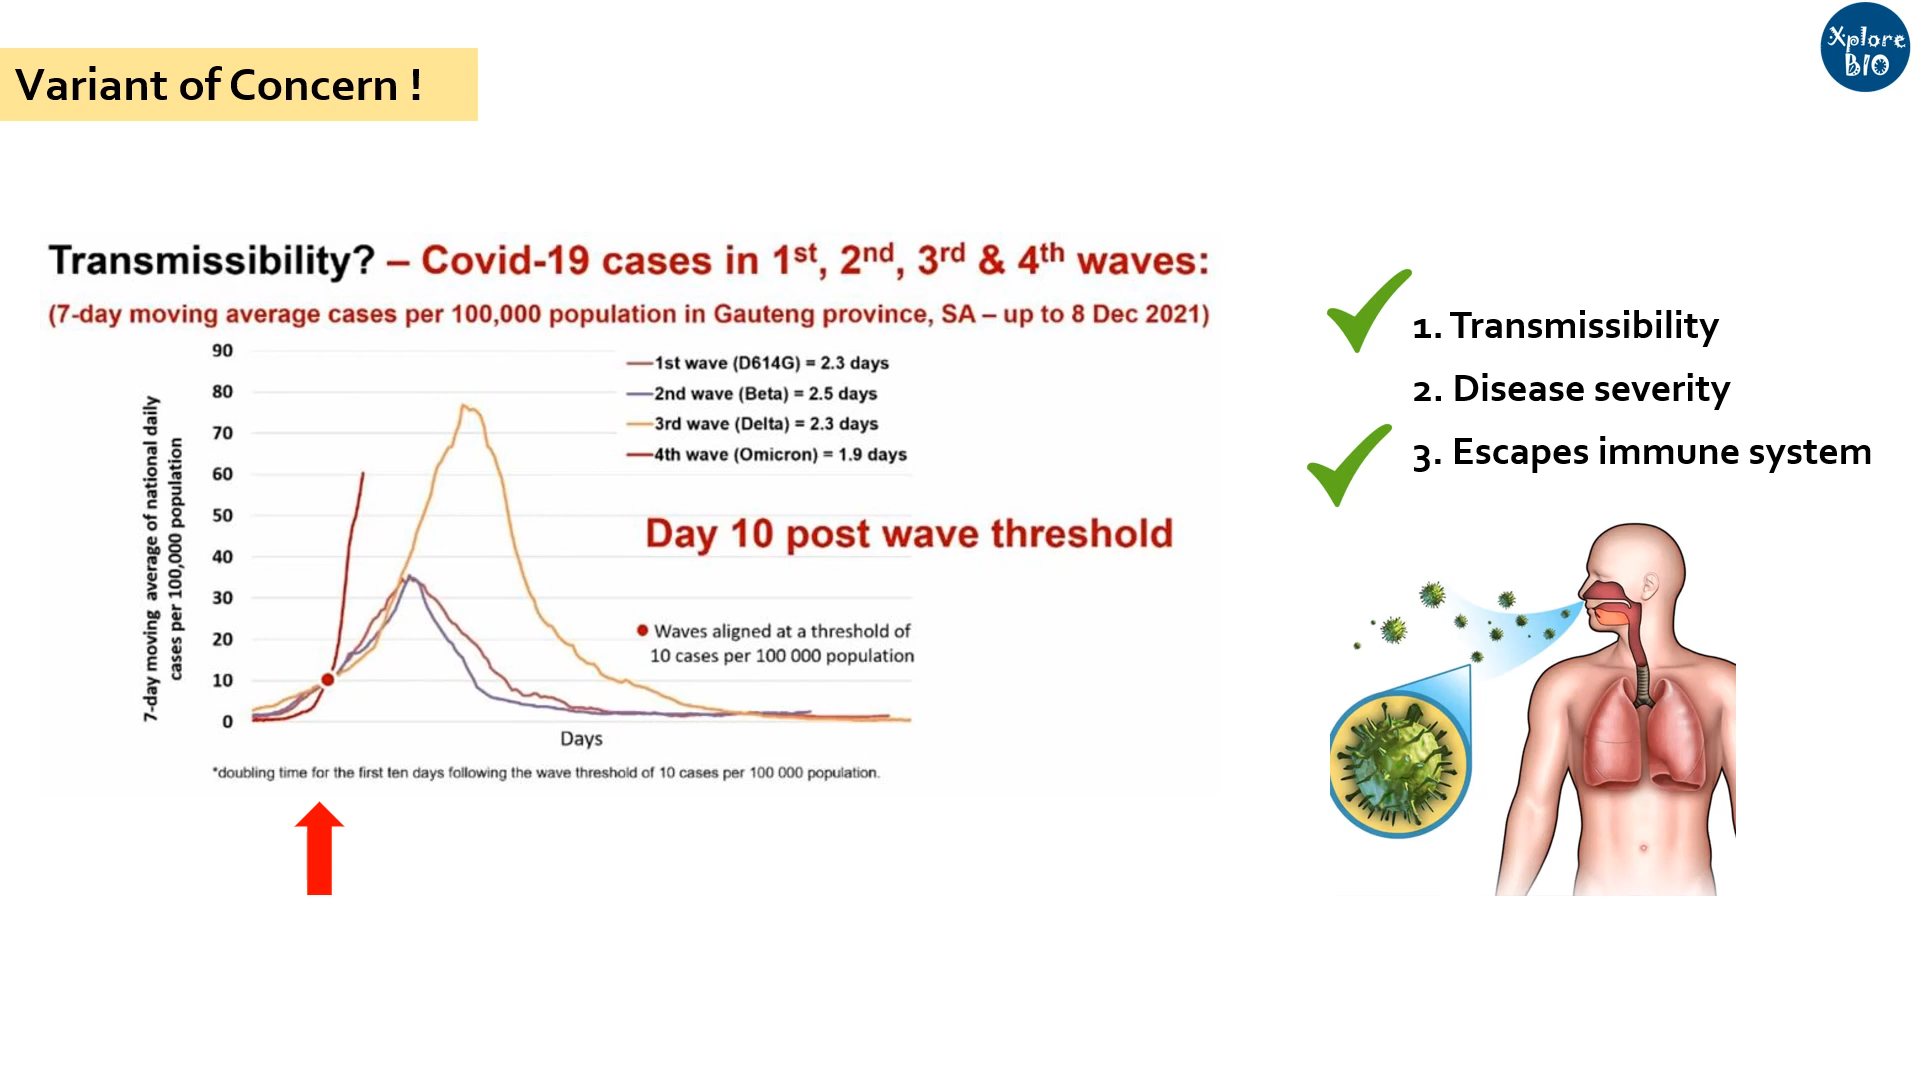 Xplore
BIO
Variant of Concern !
Transmissibility? – Covid-19 cases in 1st, 2nd, 3rd & 4th waves:
(7-day moving average cases per 100,000 population in Gauteng province, SA – up to 8 Dec 2021)
7-day moving average of national daily
cases per 100,000 population
90
80
70
60
50
40
30
20
10
0
1st wave (D614G) = 2.3 days
2nd wave (Beta) = 2.5 days
3rd wave (Delta) = 2.3 days
4th wave (Omicron) = 1.9 days
Day 10 post wave threshold
Waves aligned at a threshold of
10 cases per 100 000 population
Days
*doubling time for the first ten days following the wave threshold of 10 cases per 100 000 population.
1. Transmissibility
2. Disease severity
3. Escapes immune system